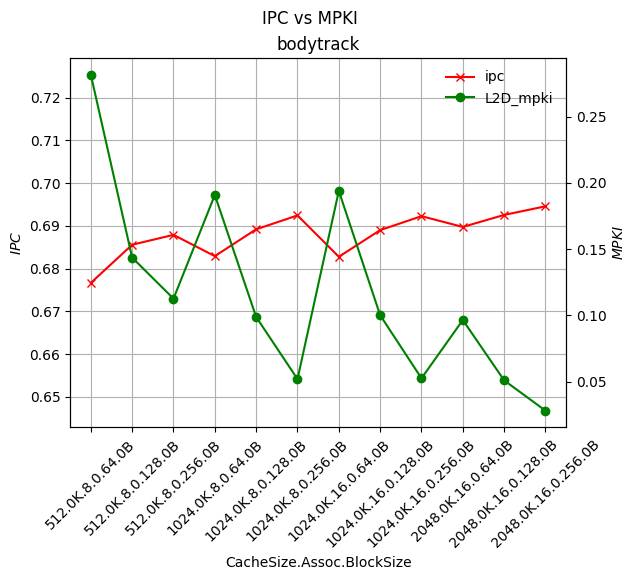 IPC vs MPKI
bodytrack
ipc
L2D_mpki
0.72
0.71
0.70
0.69
0.68
0.67
0.66
0.65
IPC
0.25
0.20
0.15
0.10
0.05
MPKI
512.0K.8.0.64.0B
512.0K.8.0.128.0B
512.0K.8.0.256.0B
1024.0K.8.0.64.0B
1024.0K.8.0.128.0B
1024.0K.8.0.256.0B
1024.0K.16.0.64.0B
1024.0K.16.0.128.0B
1024.0K.16.0.256.0B
2048.0K.16.0.64.0B
2048.0K.16.0.128.0B
2048.0K.16.0.256.0B
CacheSize.Assoc.BlockSize